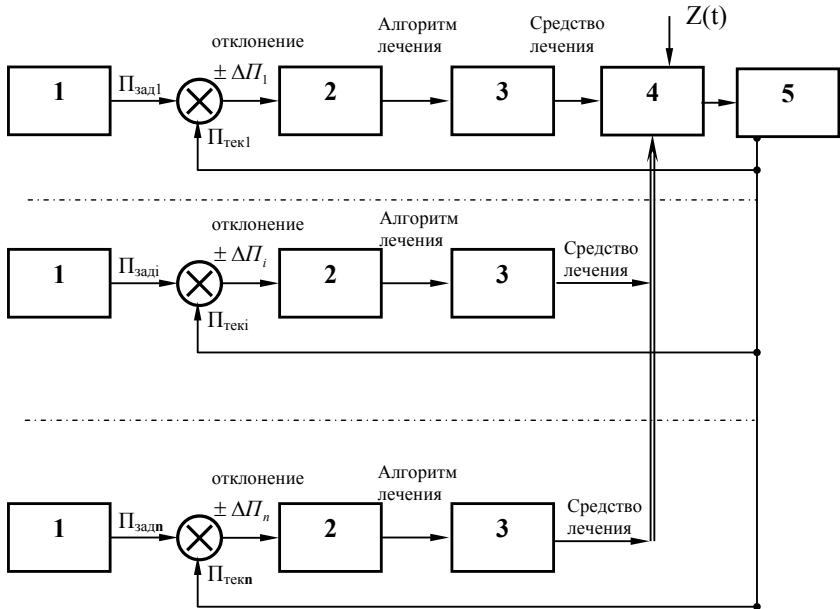 Z(t)
Алгоритм
лечения
Средство
лечения
отклонение
± ΔП₁
1
Пзад1
2
3
4
5
Птек1
отклонение
± ΔПᵢ
Алгоритм
лечения
Средство
лечения
1
Пзадi
2
3
Птекi
отклонение
± ΔПₙ
Алгоритм
лечения
Средство
лечения
1
Пзадn
2
3
Птекn